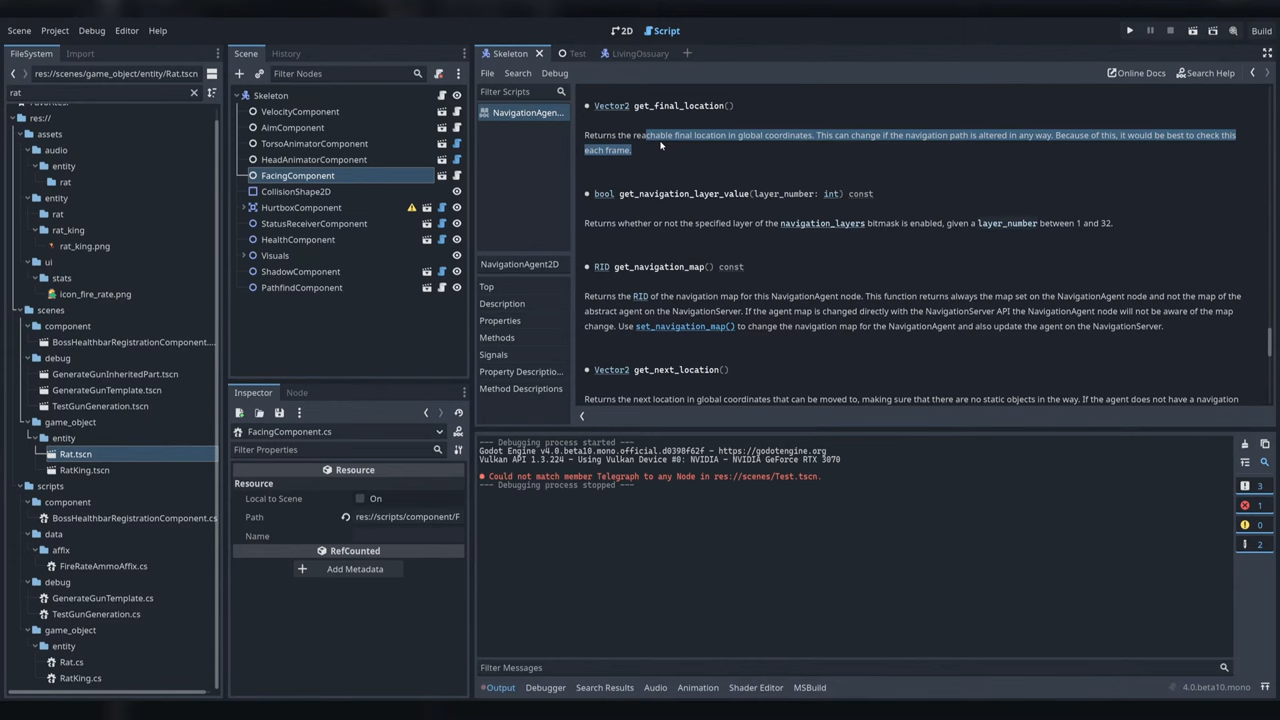 Scene Project Debug Editor Help
2D Script
Build
FileSystem Import
res://scenes/game_object/entity/Rat.tscn
rat
Favorites:
res://
assets
audio
entity
rat
entity
rat
rat_king
rat_king.png
ui
stats
icon_fire_rate.png
scenes
component
BossHealthbarRegistrationComponent....
debug
GenerateGunInheritedPart.tscn
GenerateGunTemplate.tscn
TestGunGeneration.tscn
game_object
entity
Rat.tscn
RatKing.tscn
scripts
component
BossHealthbarRegistrationComponent.cs
data
affix
FireRateAmmoAffix.cs
debug
GenerateGunTemplate.cs
TestGunGeneration.cs
game_object
entity
Rat.cs
RatKing.cs
Scene History
Filter Nodes
Skeleton
VelocityComponent
AimComponent
TorsoAnimatorComponent
HeadAnimatorComponent
FacingComponent
CollisionShape2D
HurtboxComponent
StatusReceiverComponent
HealthComponent
Visuals
ShadowComponent
PathfindComponent
Inspector Node
FacingComponent.cs
Filter Properties
Resource
Resource
Local to Scene On
Path res://scripts/component/F
Name
RefCounted
Add Metadata
Skeleton Test LivingOssuary
File Search Debug
Online Docs Search Help
Filter Scripts
NavigationAgen...
NavigationAgent2D
Top
Description
Properties
Methods
Signals
Property Descriptio...
Method Descriptions
Vector2 get_final_location()
Returns the reachable final location in global coordinates. This can change if the navigation path is altered in any way. Because of this, it would be best to check this
each frame.
bool get_navigation_layer_value(layer_number: int) const
Returns whether or not the specified layer of the navigation_layers bitmask is enabled, given a layer_number between 1 and 32.
RID get_navigation_map() const
Returns the RID of the navigation map for this NavigationAgent node. This function returns always the map set on the NavigationAgent node and not the map of the
abstract agent on the NavigationServer. If the agent map is changed directly with the NavigationServer API the NavigationAgent node will not be aware of the map
change. Use set_navigation_map() to change the navigation map for the NavigationAgent and also update the agent on the NavigationServer.
Vector2 get_next_location()
Returns the next location in global coordinates that can be moved to, making sure that there are no static objects in the way. If the agent does not have a navigation
--- Debugging process started ---
Godot Engine v4.0.beta10.mono.official.d0398f62f - https://godotengine.org
Vulkan API 1.3.224 - Using Vulkan Device #0: NVIDIA - NVIDIA GeForce RTX 3070
Could not match member Telegraph to any Node in res://scenes/Test.tscn.
--- Debugging process stopped ---
3
1
0
2
Filter Messages
Output Debugger Search Results Audio Animation Shader Editor MSBuild
4.0.beta10.mono